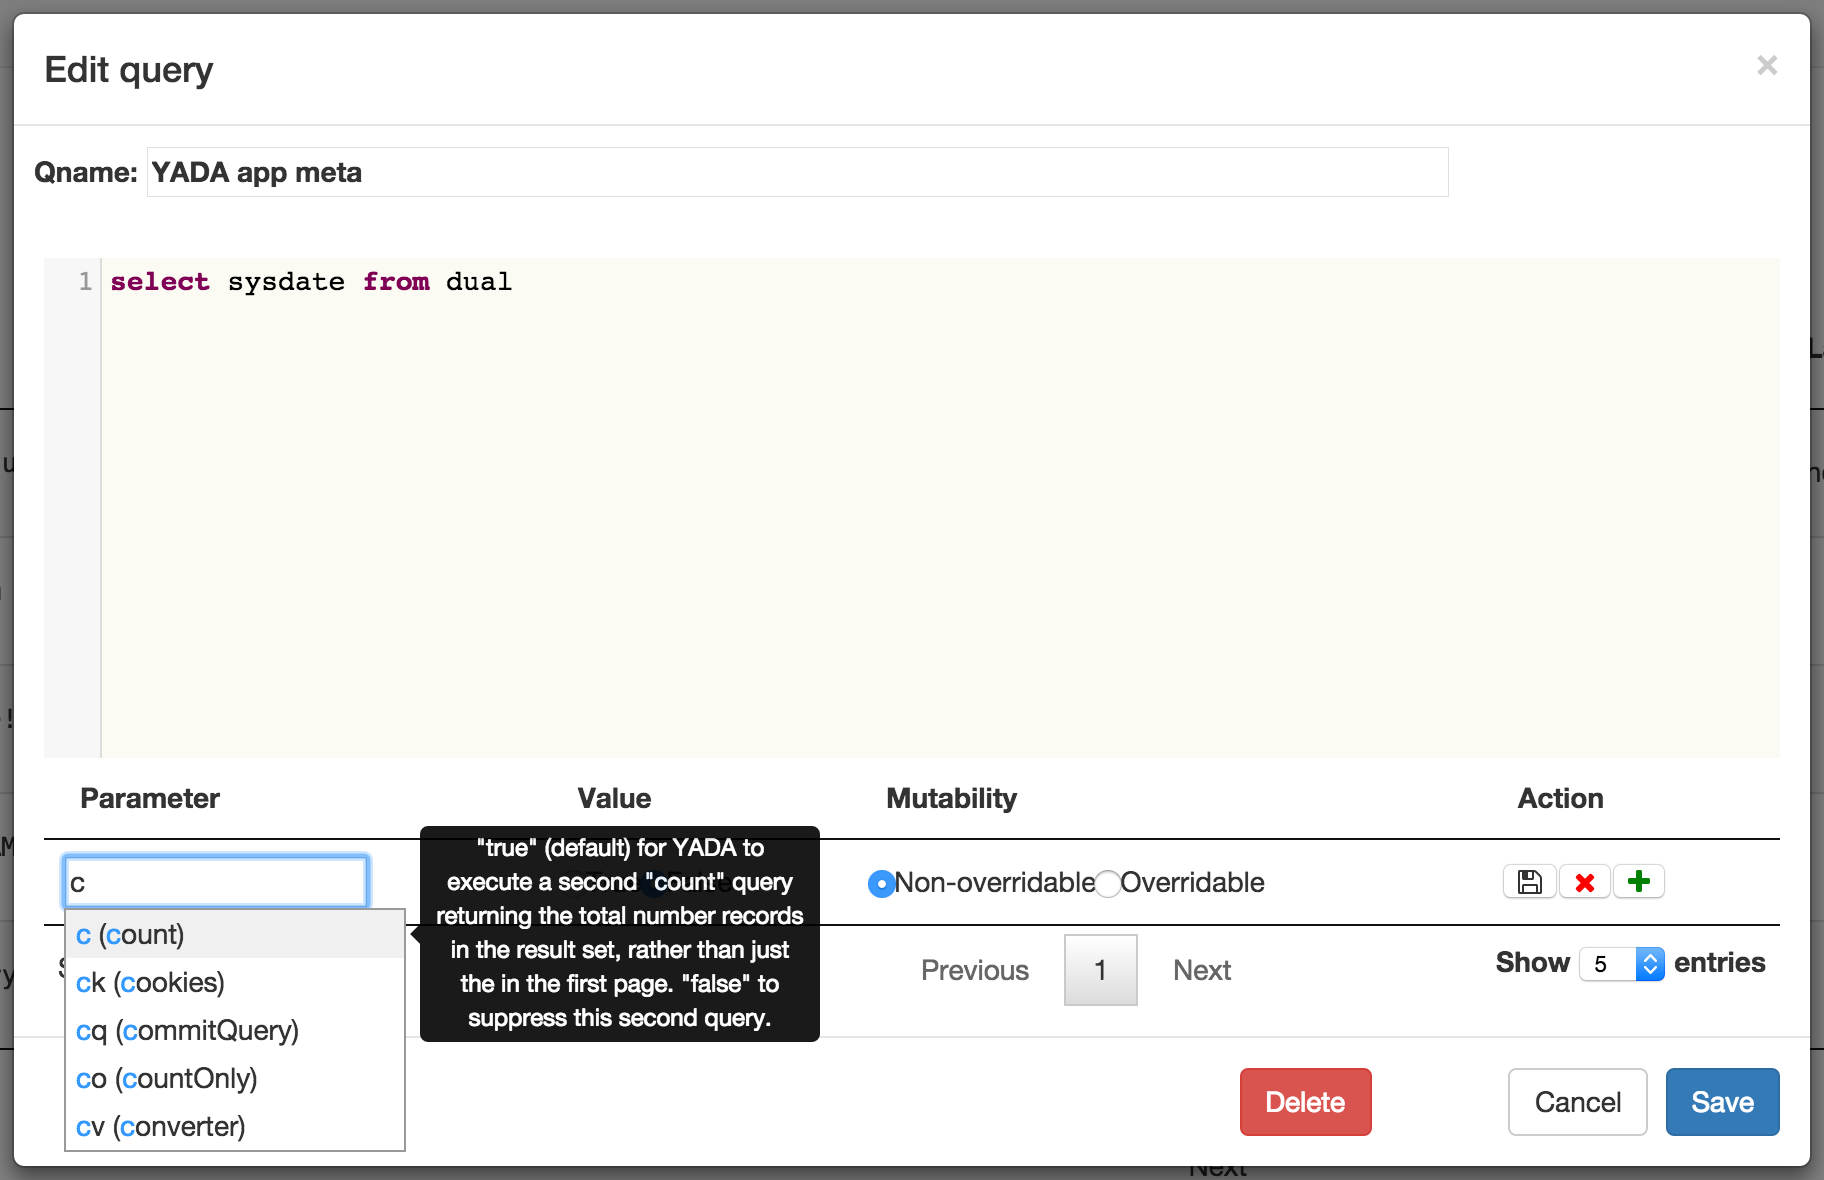 Edit query
×
Qname: YADA app meta
1 select sysdate from dual
Parameter Value Mutability Action
c
Non-overridable Overridable
"true" (default) for YADA to
execute a second "count" query
returning the total number records
in the result set, rather than just
the in the first page. "false" to
suppress this second query.
c (count)
ck (cookies)
cq (commitQuery)
co (countOnly)
cv (converter)
Previous 1 Next
Show 5 entries
Delete Cancel Save
Next